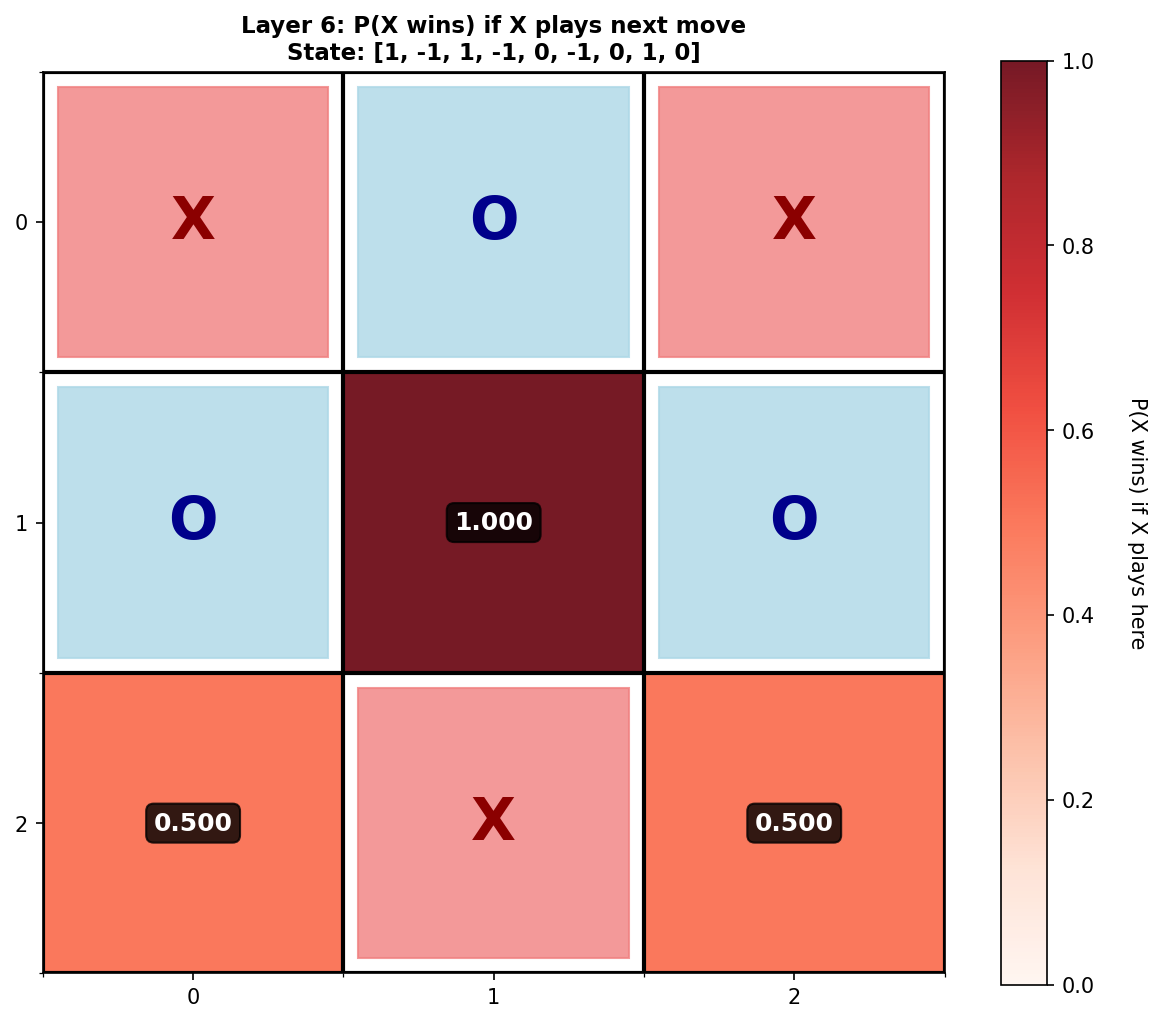 Layer 6: P(X wins) if X plays next move
State: [1, -1, 1, -1, 0, -1, 0, 1, 0]
0
X
O
X
1
O
1.000
O
2
0.500
X
0.500
0
1
2
1.0
0.8
0.6
0.4
0.2
0.0
P(X wins) if X plays here